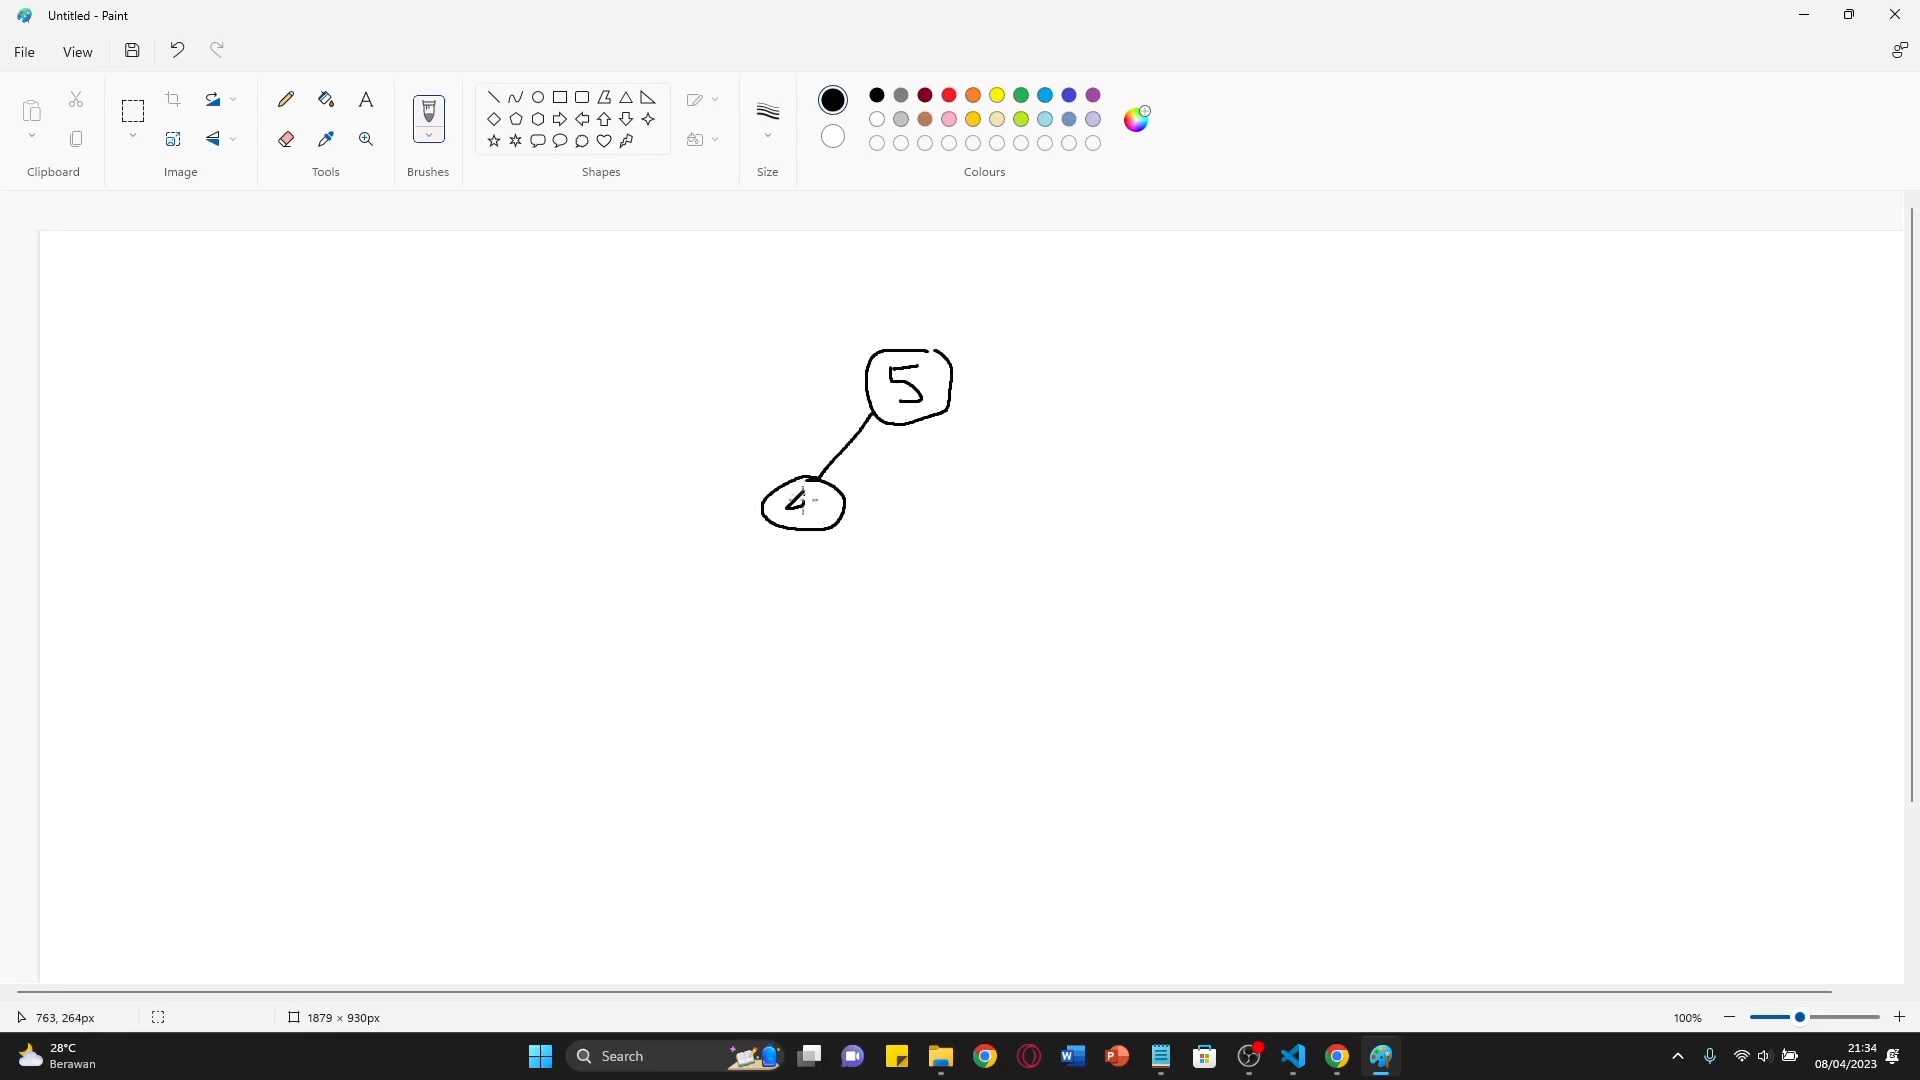 Untitled - Paint
File View
Clipboard Image Tools Brushes Shapes Size Colours
5
4
763, 264px 1879 × 930px 100%
28°C
Berawan
Search
21:34
08/04/2023